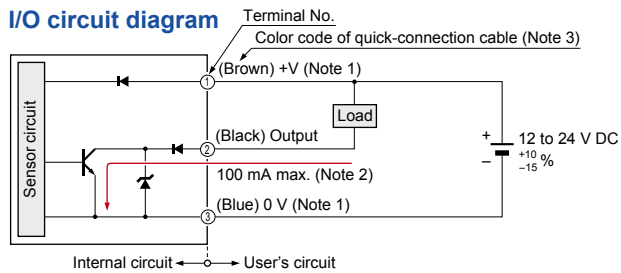 I/O circuit diagram
Terminal No.
Color code of quick-connection cable (Note 3)
1
(Brown) +V (Note 1)
Sensor circuit
Load
(Black) Output
2
+
12 to 24 V DC
–
+10
–15 %
100 mA max. (Note 2)
(Blue) 0 V (Note 1)
3
Internal circuit
User's circuit